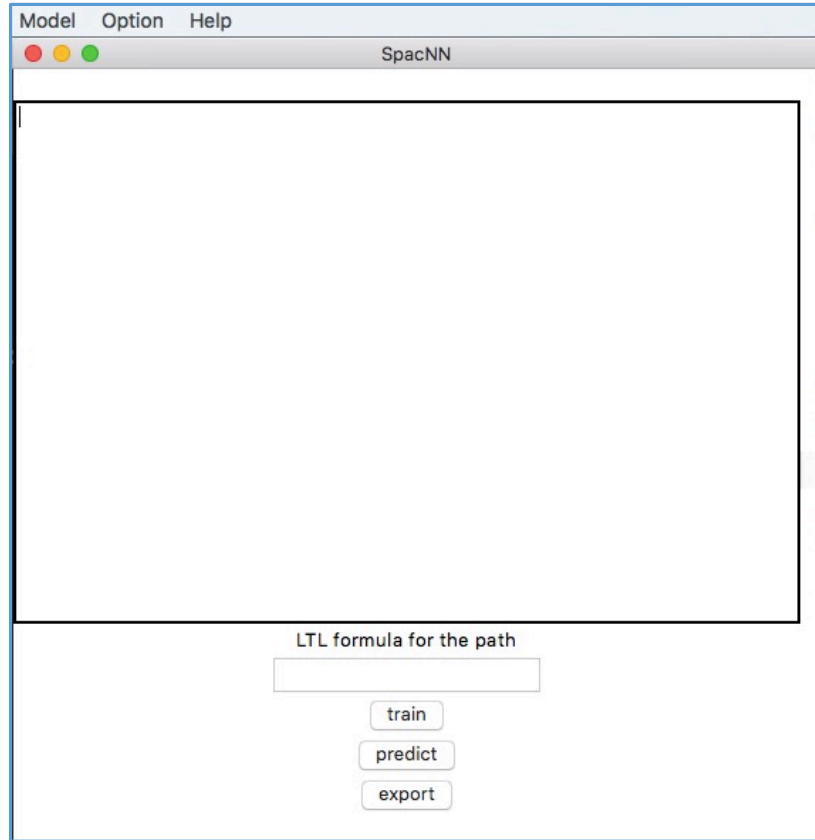 Model Option Help
SpacNN
LTL formula for the path
train
predict
export